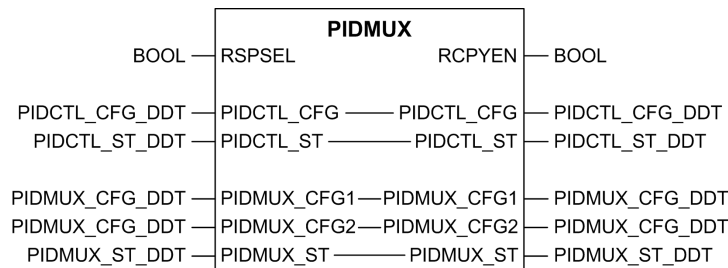 PIDMUX
BOOL RSPSEL RCPYEN BOOL
PIDCTL_CFG_DDT PIDCTL_CFG PIDCTL_CFG PIDCTL_CFG_DDT
PIDCTL_ST_DDT PIDCTL_ST PIDCTL_ST PIDCTL_ST_DDT
PIDMUX_CFG_DDT PIDMUX_CFG1 PIDMUX_CFG1 PIDMUX_CFG_DDT
PIDMUX_CFG_DDT PIDMUX_CFG2 PIDMUX_CFG2 PIDMUX_CFG_DDT
PIDMUX_ST_DDT PIDMUX_ST PIDMUX_ST PIDMUX_ST_DDT